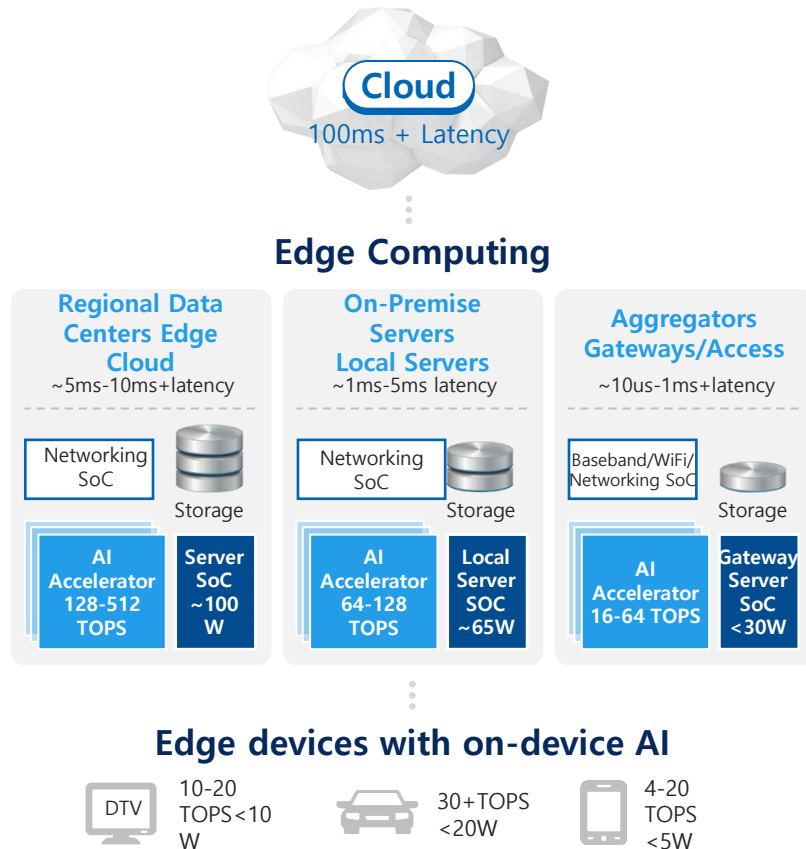 Cloud
100ms + Latency
Edge Computing
Regional Data
Centers Edge
Cloud
~5ms-10ms+latency
Networking
SoC
Storage
AI
Accelerator
128-512
TOPS
Server
SoC
~100
W
On-Premise
Servers
Local Servers
~1ms-5ms latency
Networking
SoC
Storage
AI
Accelerator
64-128
TOPS
Local
Server
SOC
~65W
Aggregators
Gateways/Access
~10us-1ms+latency
Baseband/WiFi/
Networking SoC
Storage
AI
Accelerator
16-64 TOPS
Gateway
Server
SoC
<30W
Edge devices with on-device AI
DTV
10-20
TOPS<10
W
30+TOPS
<20W
4-20
TOPS
<5W